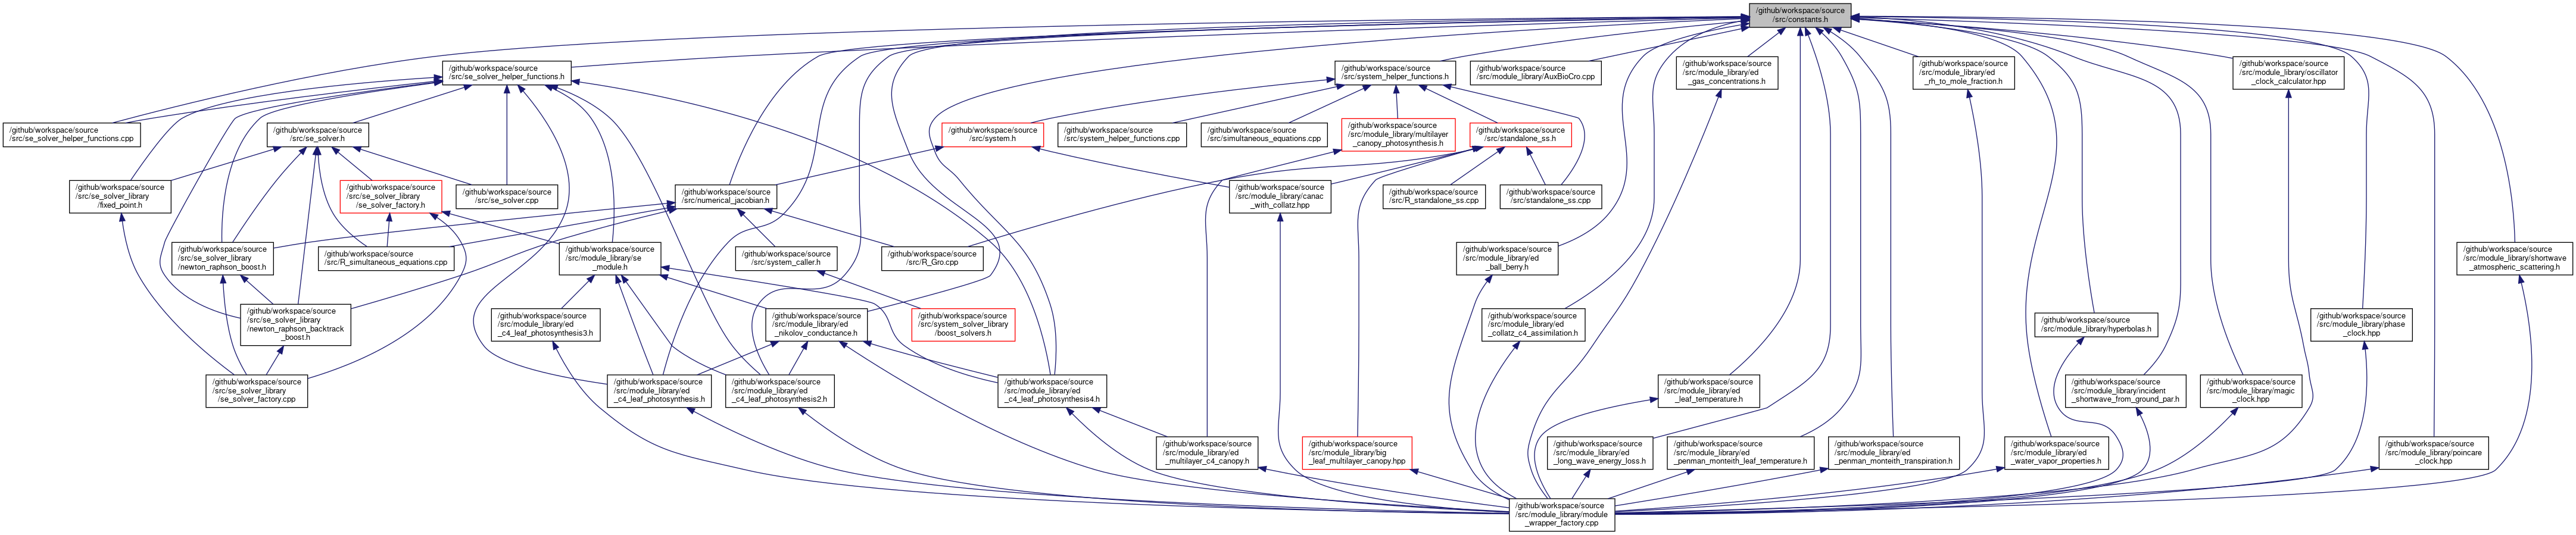 /github/workspace/source
/src/constants.h
/github/workspace/source
/src/se_solver_helper_functions.h
/github/workspace/source
/src/system_helper_functions.h
/github/workspace/source
/src/module_library/AuxBioCro.cpp
/github/workspace/source
/src/module_library/ed
_gas_concentrations.h
/github/workspace/source
/src/module_library/ed
_rh_to_mole_fraction.h
/github/workspace/source
/src/module_library/oscillator
_clock_calculator.hpp
/github/workspace/source
/src/se_solver_helper_functions.cpp
/github/workspace/source
/src/se_solver.h
/github/workspace/source
/src/system.h
/github/workspace/source
/src/system_helper_functions.cpp
/github/workspace/source
/src/simultaneous_equations.cpp
/github/workspace/source
/src/module_library/multilayer
_canopy_photosynthesis.h
/github/workspace/source
/src/standalone_ss.h
/github/workspace/source
/src/se_solver_library
/fixed_point.h
/github/workspace/source
/src/se_solver_library
/se_solver_factory.h
/github/workspace/source
/src/se_solver.cpp
/github/workspace/source
/src/numerical_jacobian.h
/github/workspace/source
/src/module_library/canac
_with_collatz.hpp
/github/workspace/source
/src/R_standalone_ss.cpp
/github/workspace/source
/src/standalone_ss.cpp
/github/workspace/source
/src/se_solver_library
/newton_raphson_boost.h
/github/workspace/source
/src/R_simultaneous_equations.cpp
/github/workspace/source
/src/module_library/se
_module.h
/github/workspace/source
/src/system_caller.h
/github/workspace/source
/src/R_Gro.cpp
/github/workspace/source
/src/module_library/ed
_ball_berry.h
/github/workspace/source
/src/module_library/shortwave
_atmospheric_scattering.h
/github/workspace/source
/src/se_solver_library
/newton_raphson_backtrack
_boost.h
/github/workspace/source
/src/module_library/ed
_c4_leaf_photosynthesis3.h
/github/workspace/source
/src/module_library/ed
_nikolov_conductance.h
/github/workspace/source
/src/system_solver_library
/boost_solvers.h
/github/workspace/source
/src/module_library/ed
_collatz_c4_assimilation.h
/github/workspace/source
/src/module_library/hyperbolas.h
/github/workspace/source
/src/module_library/phase
_clock.hpp
/github/workspace/source
/src/se_solver_library
/se_solver_factory.cpp
/github/workspace/source
/src/module_library/ed
_c4_leaf_photosynthesis.h
/github/workspace/source
/src/module_library/ed
_c4_leaf_photosynthesis2.h
/github/workspace/source
/src/module_library/ed
_c4_leaf_photosynthesis4.h
/github/workspace/source
/src/module_library/ed
_leaf_temperature.h
/github/workspace/source
/src/module_library/incident
_shortwave_from_ground_par.h
/github/workspace/source
/src/module_library/magic
_clock.hpp
/github/workspace/source
/src/module_library/ed
_multilayer_c4_canopy.h
/github/workspace/source
/src/module_library/big
_leaf_multilayer_canopy.hpp
/github/workspace/source
/src/module_library/ed
_long_wave_energy_loss.h
/github/workspace/source
/src/module_library/ed
_penman_monteith_leaf_temperature.h
/github/workspace/source
/src/module_library/ed
_penman_monteith_transpiration.h
/github/workspace/source
/src/module_library/ed
_water_vapor_properties.h
/github/workspace/source
/src/module_library/poincare
_clock.hpp
/github/workspace/source
/src/module_library/module
_wrapper_factory.cpp